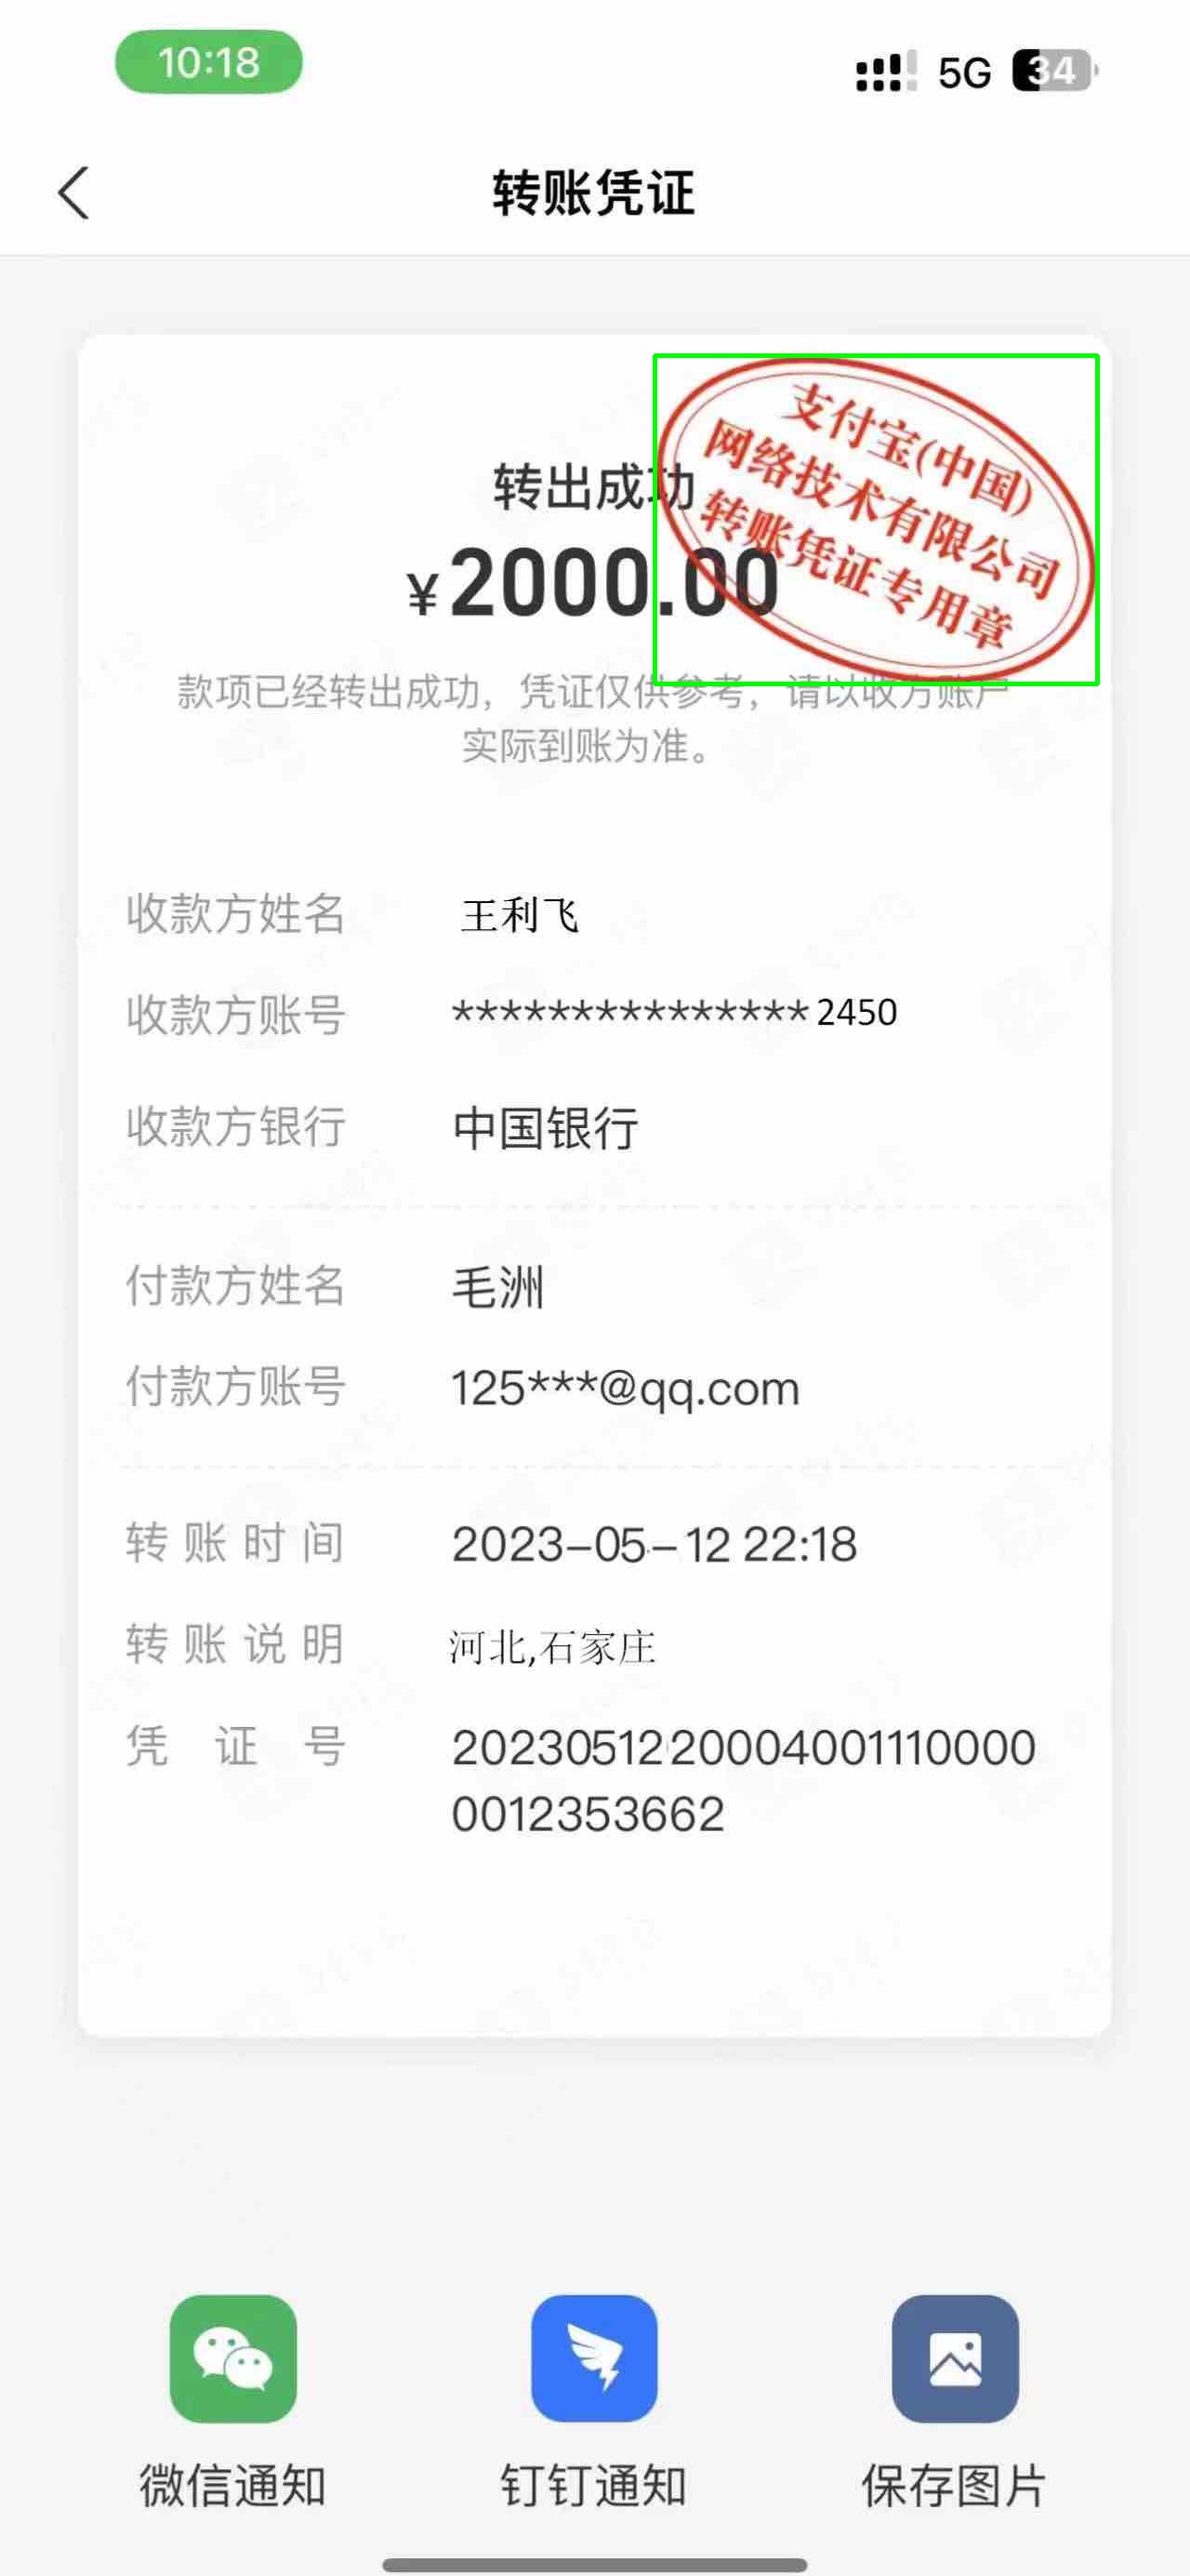 10:18
5G
34
转账凭证
支付宝(中国)
网络技术有限公司
转账凭证专用章
转出成功
¥2000.00
款项已经转出成功，凭证仅供参考，请以收方账户
实际到账为准。
收款方姓名 王利飞
收款方账号 ***************2450
收款方银行 中国银行
付款方姓名 毛洲
付款方账号 125***@qq.com
转账时间 2023-05-12 22:18
转账说明 河北,石家庄
凭证号 20230512200040011100000
0012353662
微信通知 钉钉通知 保存图片